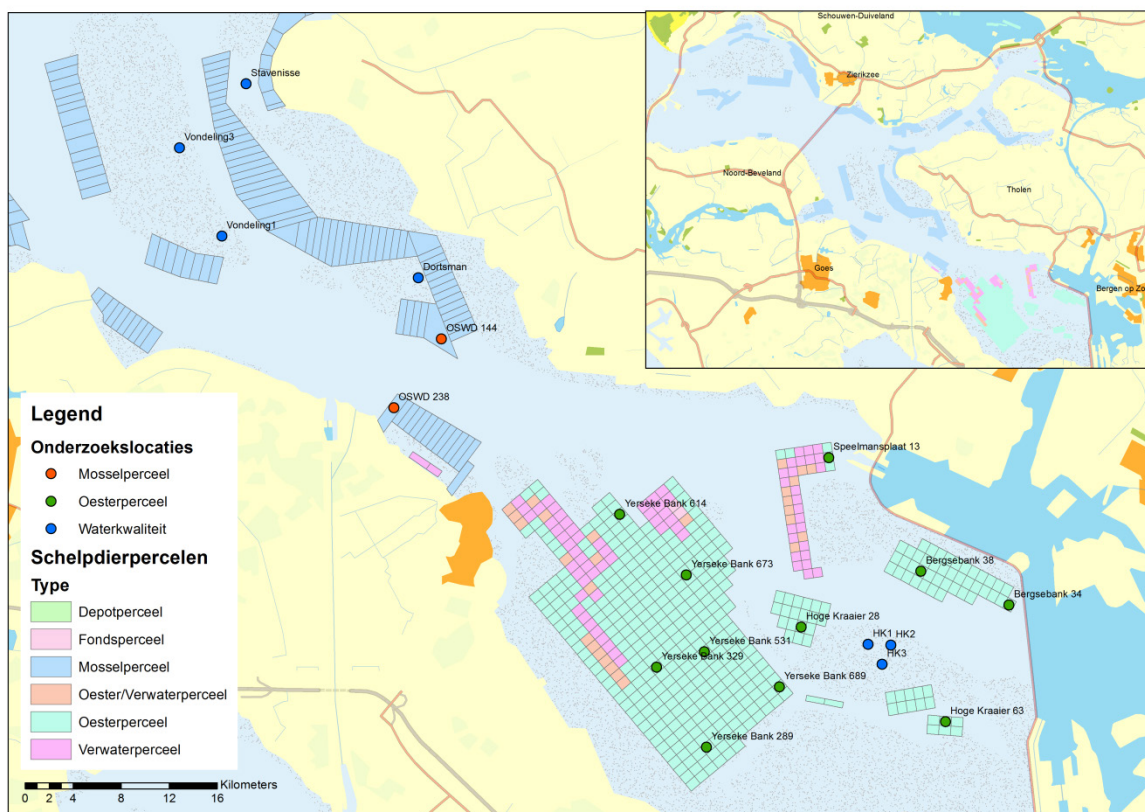 Stavenisse
Vondeling3
Vondeling1
Dortsman
OSWD 144
OSWD 238
Schouwen-Duiveland
Zierikzee
Noord-Beveland
Tholen
Goes
Bergen op Zo
Speelmansplaat 13
Yerseke Bank 614
Yerseke Bank 673
Bergsebank 38
Bergsebank 34
Hoge Kraaier 28
HK1
HK2
HK3
Yerseke Bank 531
Yerseke Bank 329
Yerseke Bank 689
Hoge Kraaier 63
Yerseke Bank 289
Legend
Onderzoekslocaties
Mosselperceel
Oesterperceel
Waterkwaliteit
Schelpdierpercelen
Type
Depotperceel
Fondsperceel
Mosselperceel
Oester/Verwaterperceel
Oesterperceel
Verwaterperceel
Kilometers
0 2 4 8 12 16